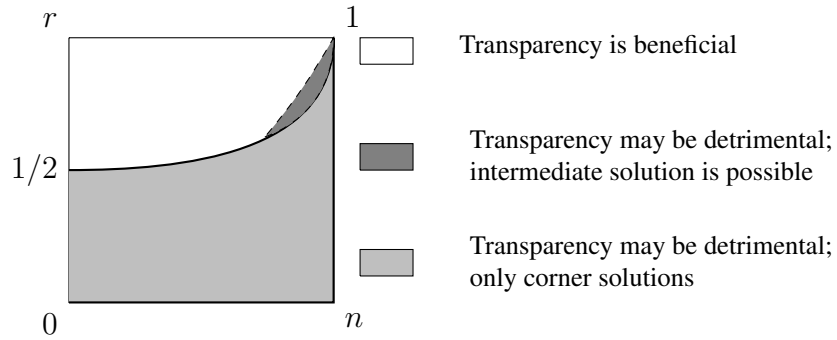 r
1
Transparency is beneficial
1/2
Transparency may be detrimental;
intermediate solution is possible
Transparency may be detrimental;
only corner solutions
0
n